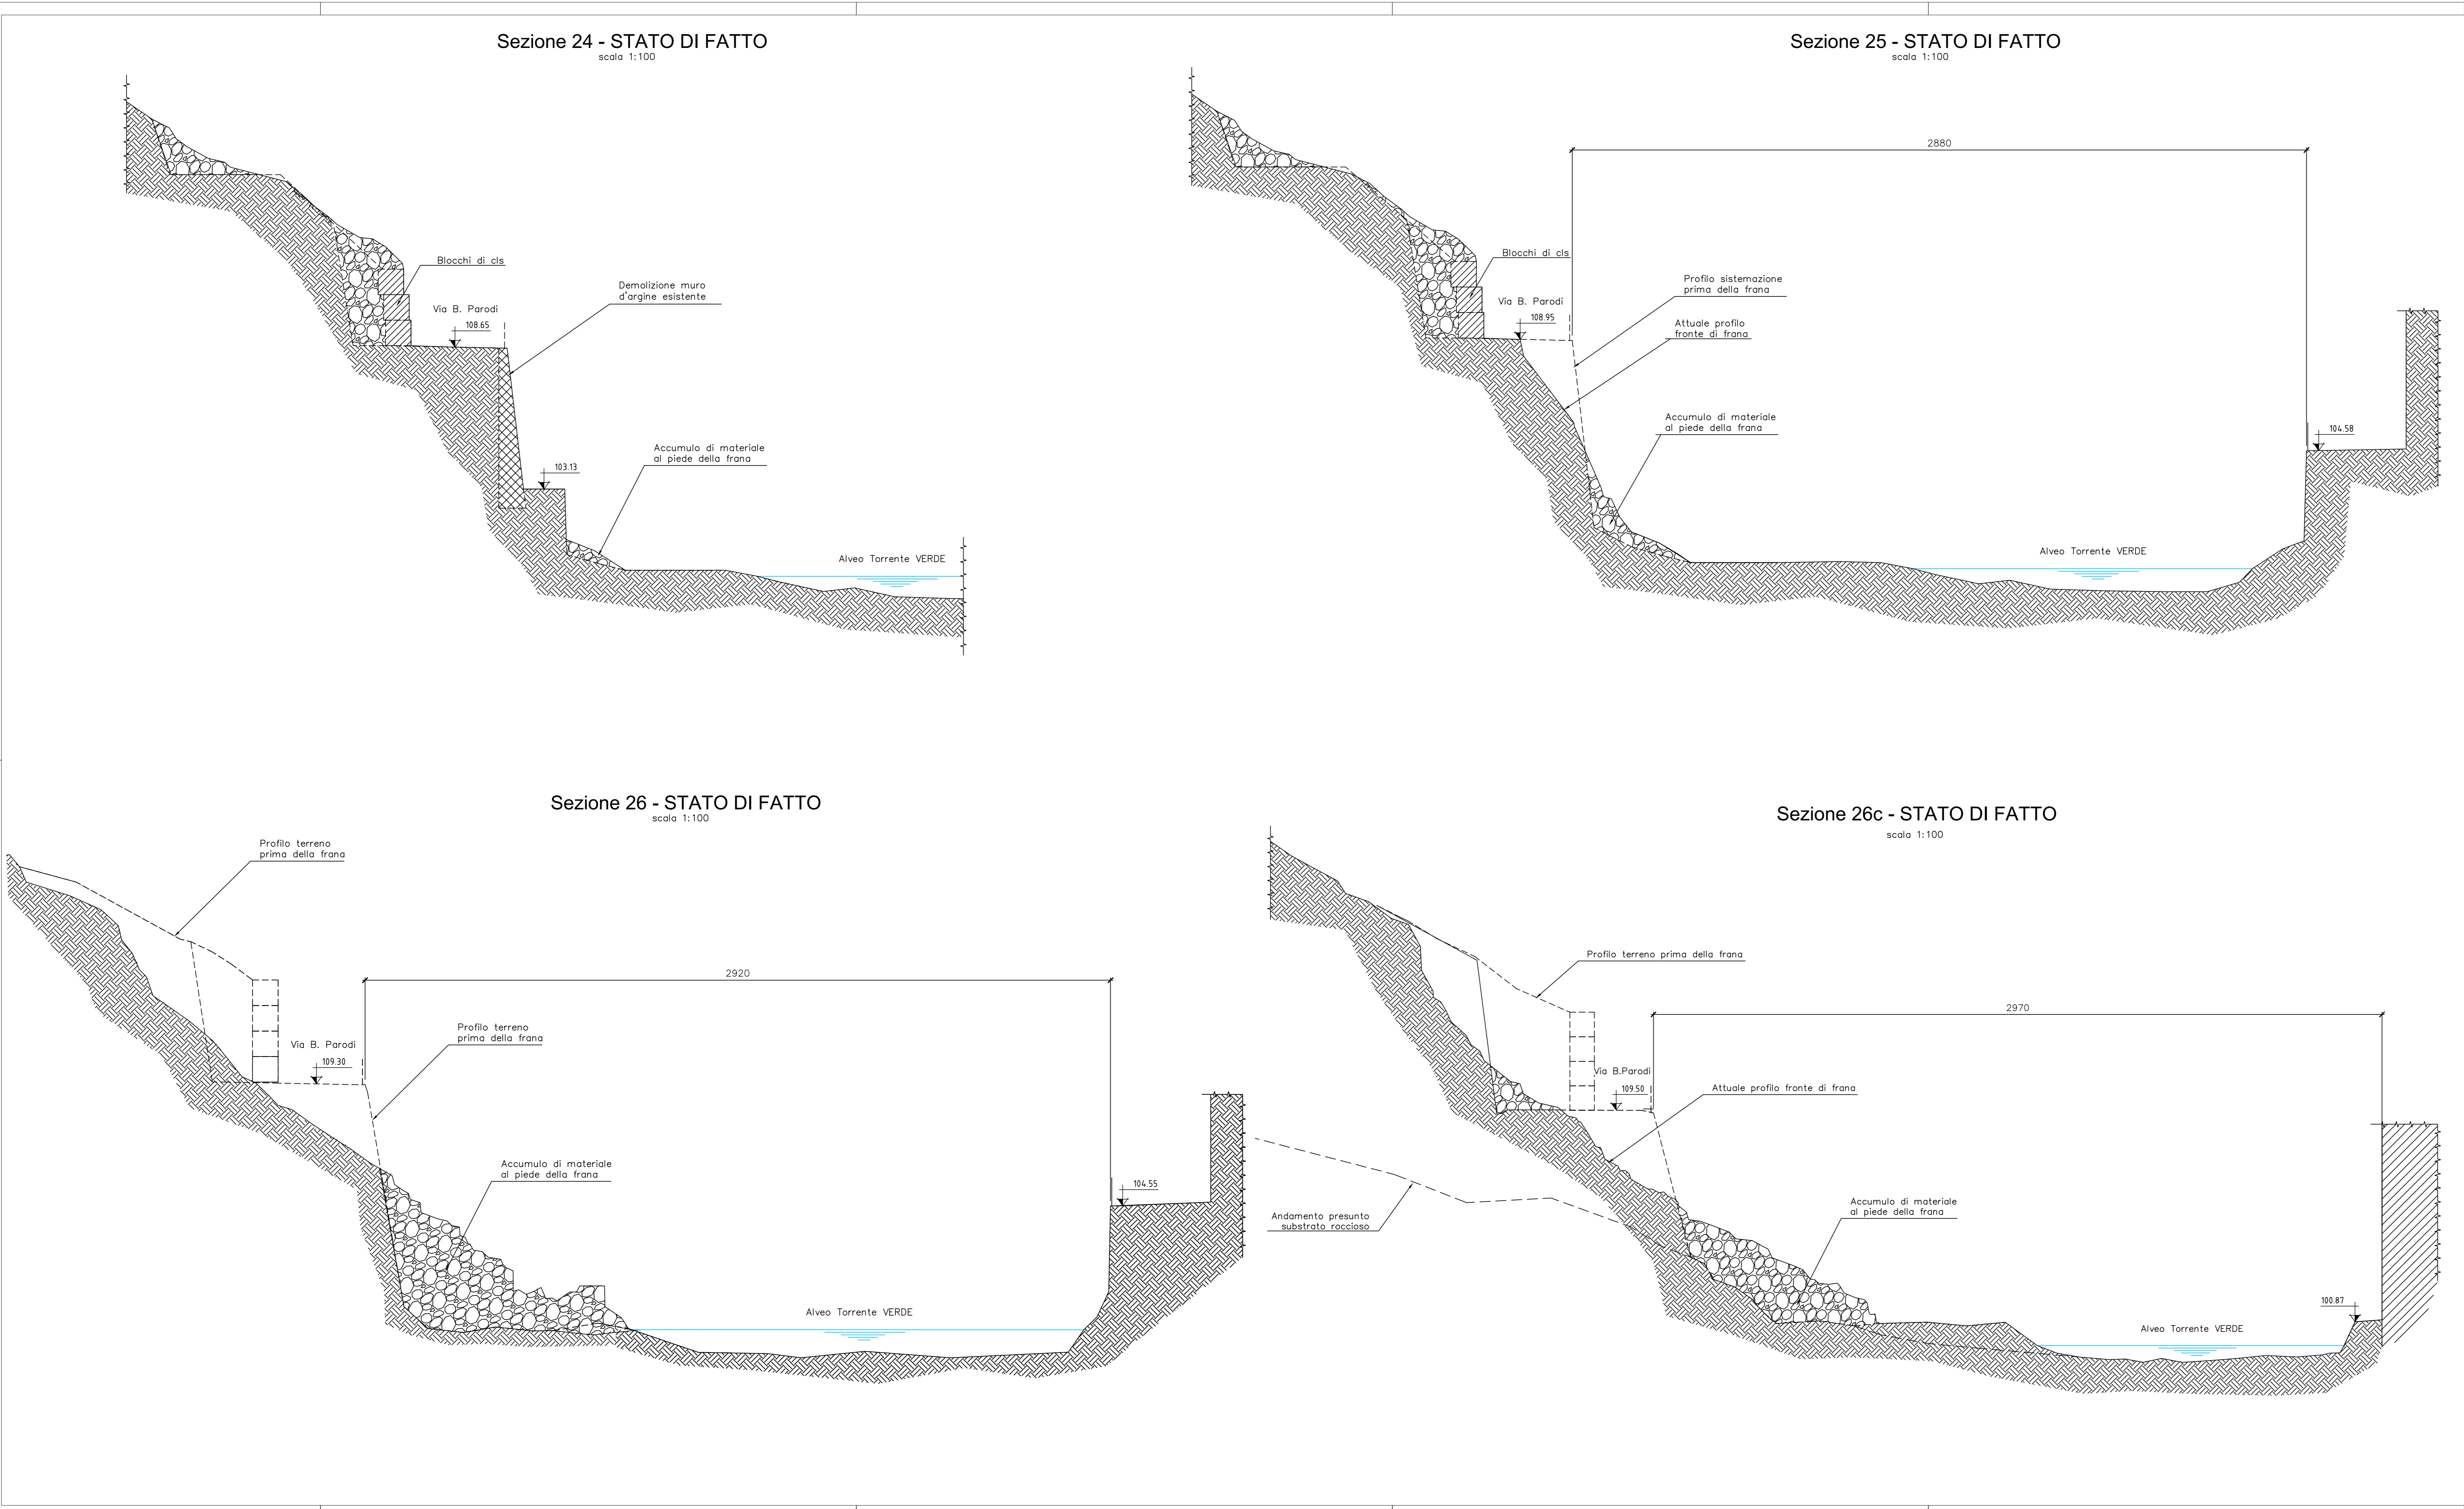 Sezione 24 - STATO DI FATTO
scala 1:100
Blocchi di cls
Demolizione muro
d'argine esistente
Via B. Parodi
108.65
Accumulo di materiale
al piede della frana
103.13
Alveo Torrente VERDE
Sezione 25 - STATO DI FATTO
scala 1:100
2880
Blocchi di cls
Profilo sistemazione
prima della frana
Via B. Parodi
108.95
Attuale profilo
fronte di frana
Accumulo di materiale
al piede della frana
104.58
Alveo Torrente VERDE
Sezione 26 - STATO DI FATTO
scala 1:100
Profilo terreno
prima della frana
2920
Profilo terreno
prima della frana
Via B. Parodi
109.30
Accumulo di materiale
al piede della frana
104.55
Alveo Torrente VERDE
Sezione 26c - STATO DI FATTO
scala 1:100
Profilo terreno prima della frana
2970
Via B.Parodi
109.50
Attuale profilo fronte di frana
Accumulo di materiale
al piede della frana
Andamento presunto
substrato roccioso
100.87
Alveo Torrente VERDE